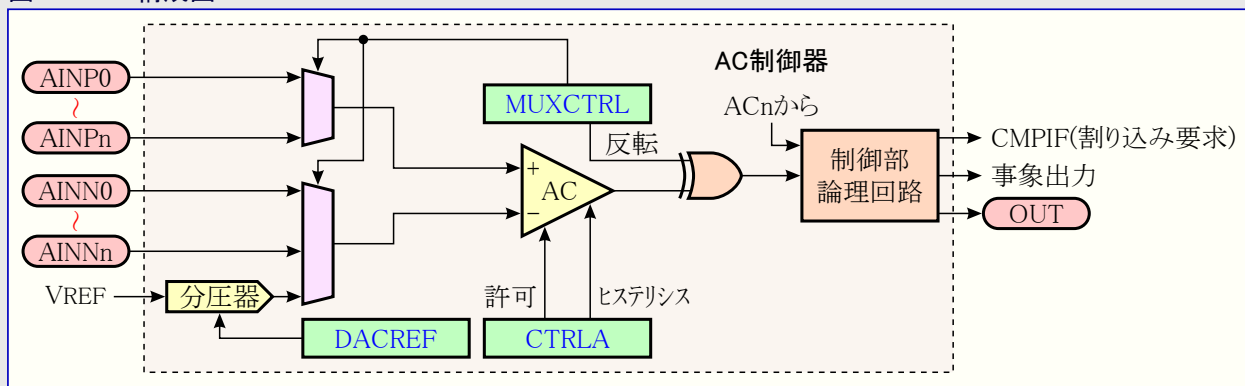 AC制御器
AINP0
～
AINPn
AINN0
～
AINNn
VREF
分圧器
DACREF
MUXCTRL
反転
ACnから
+
AC
−
許可
ヒステリシス
CTRLA
制御部
論理回路
CMPIF(割り込み要求)
事象出力
OUT